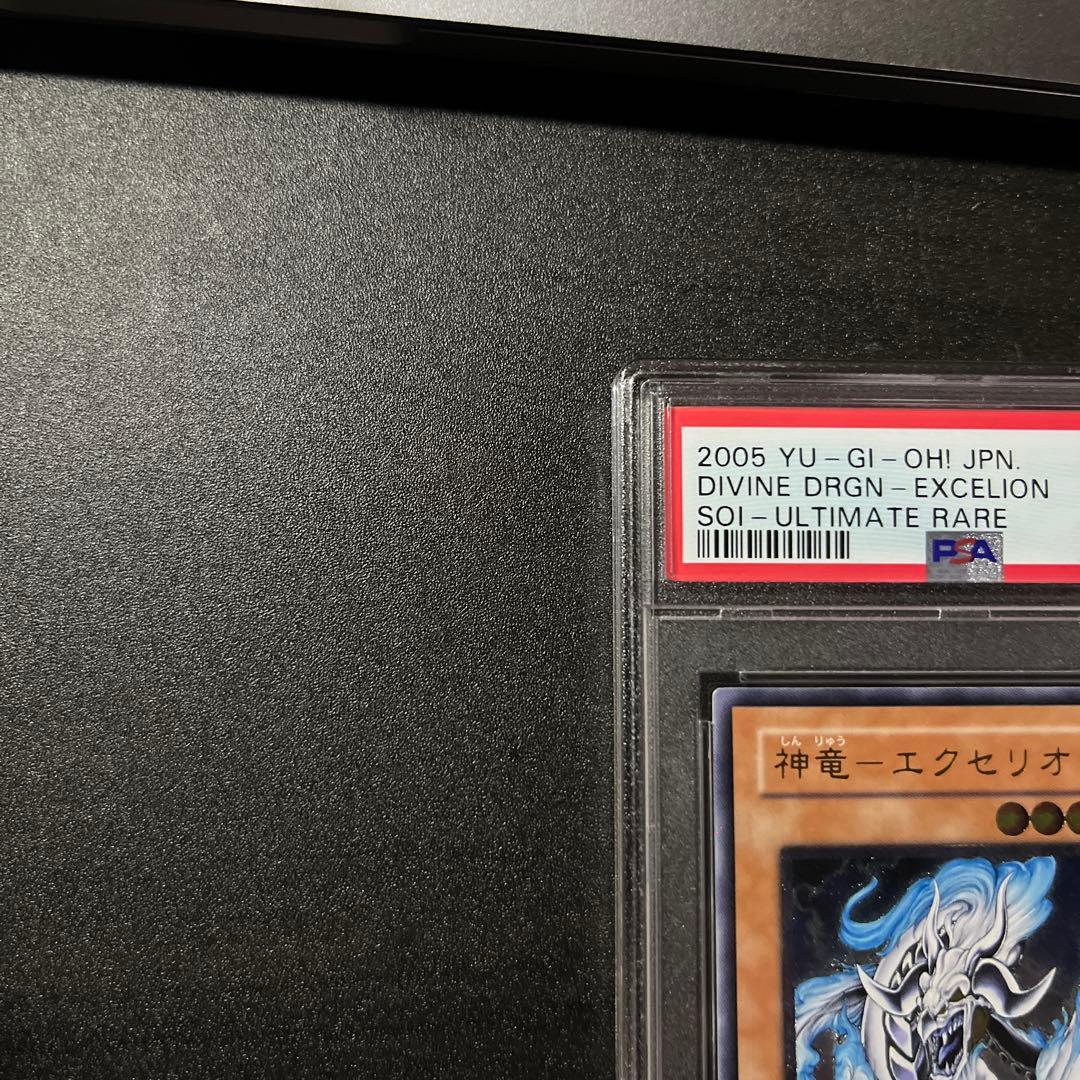 2005 YU-GI-OH! JPN.
DIVINE DRGN-EXCELION
SOI-ULTIMATE RARE
PSA
しん りゅう
神竜－エクセリオ